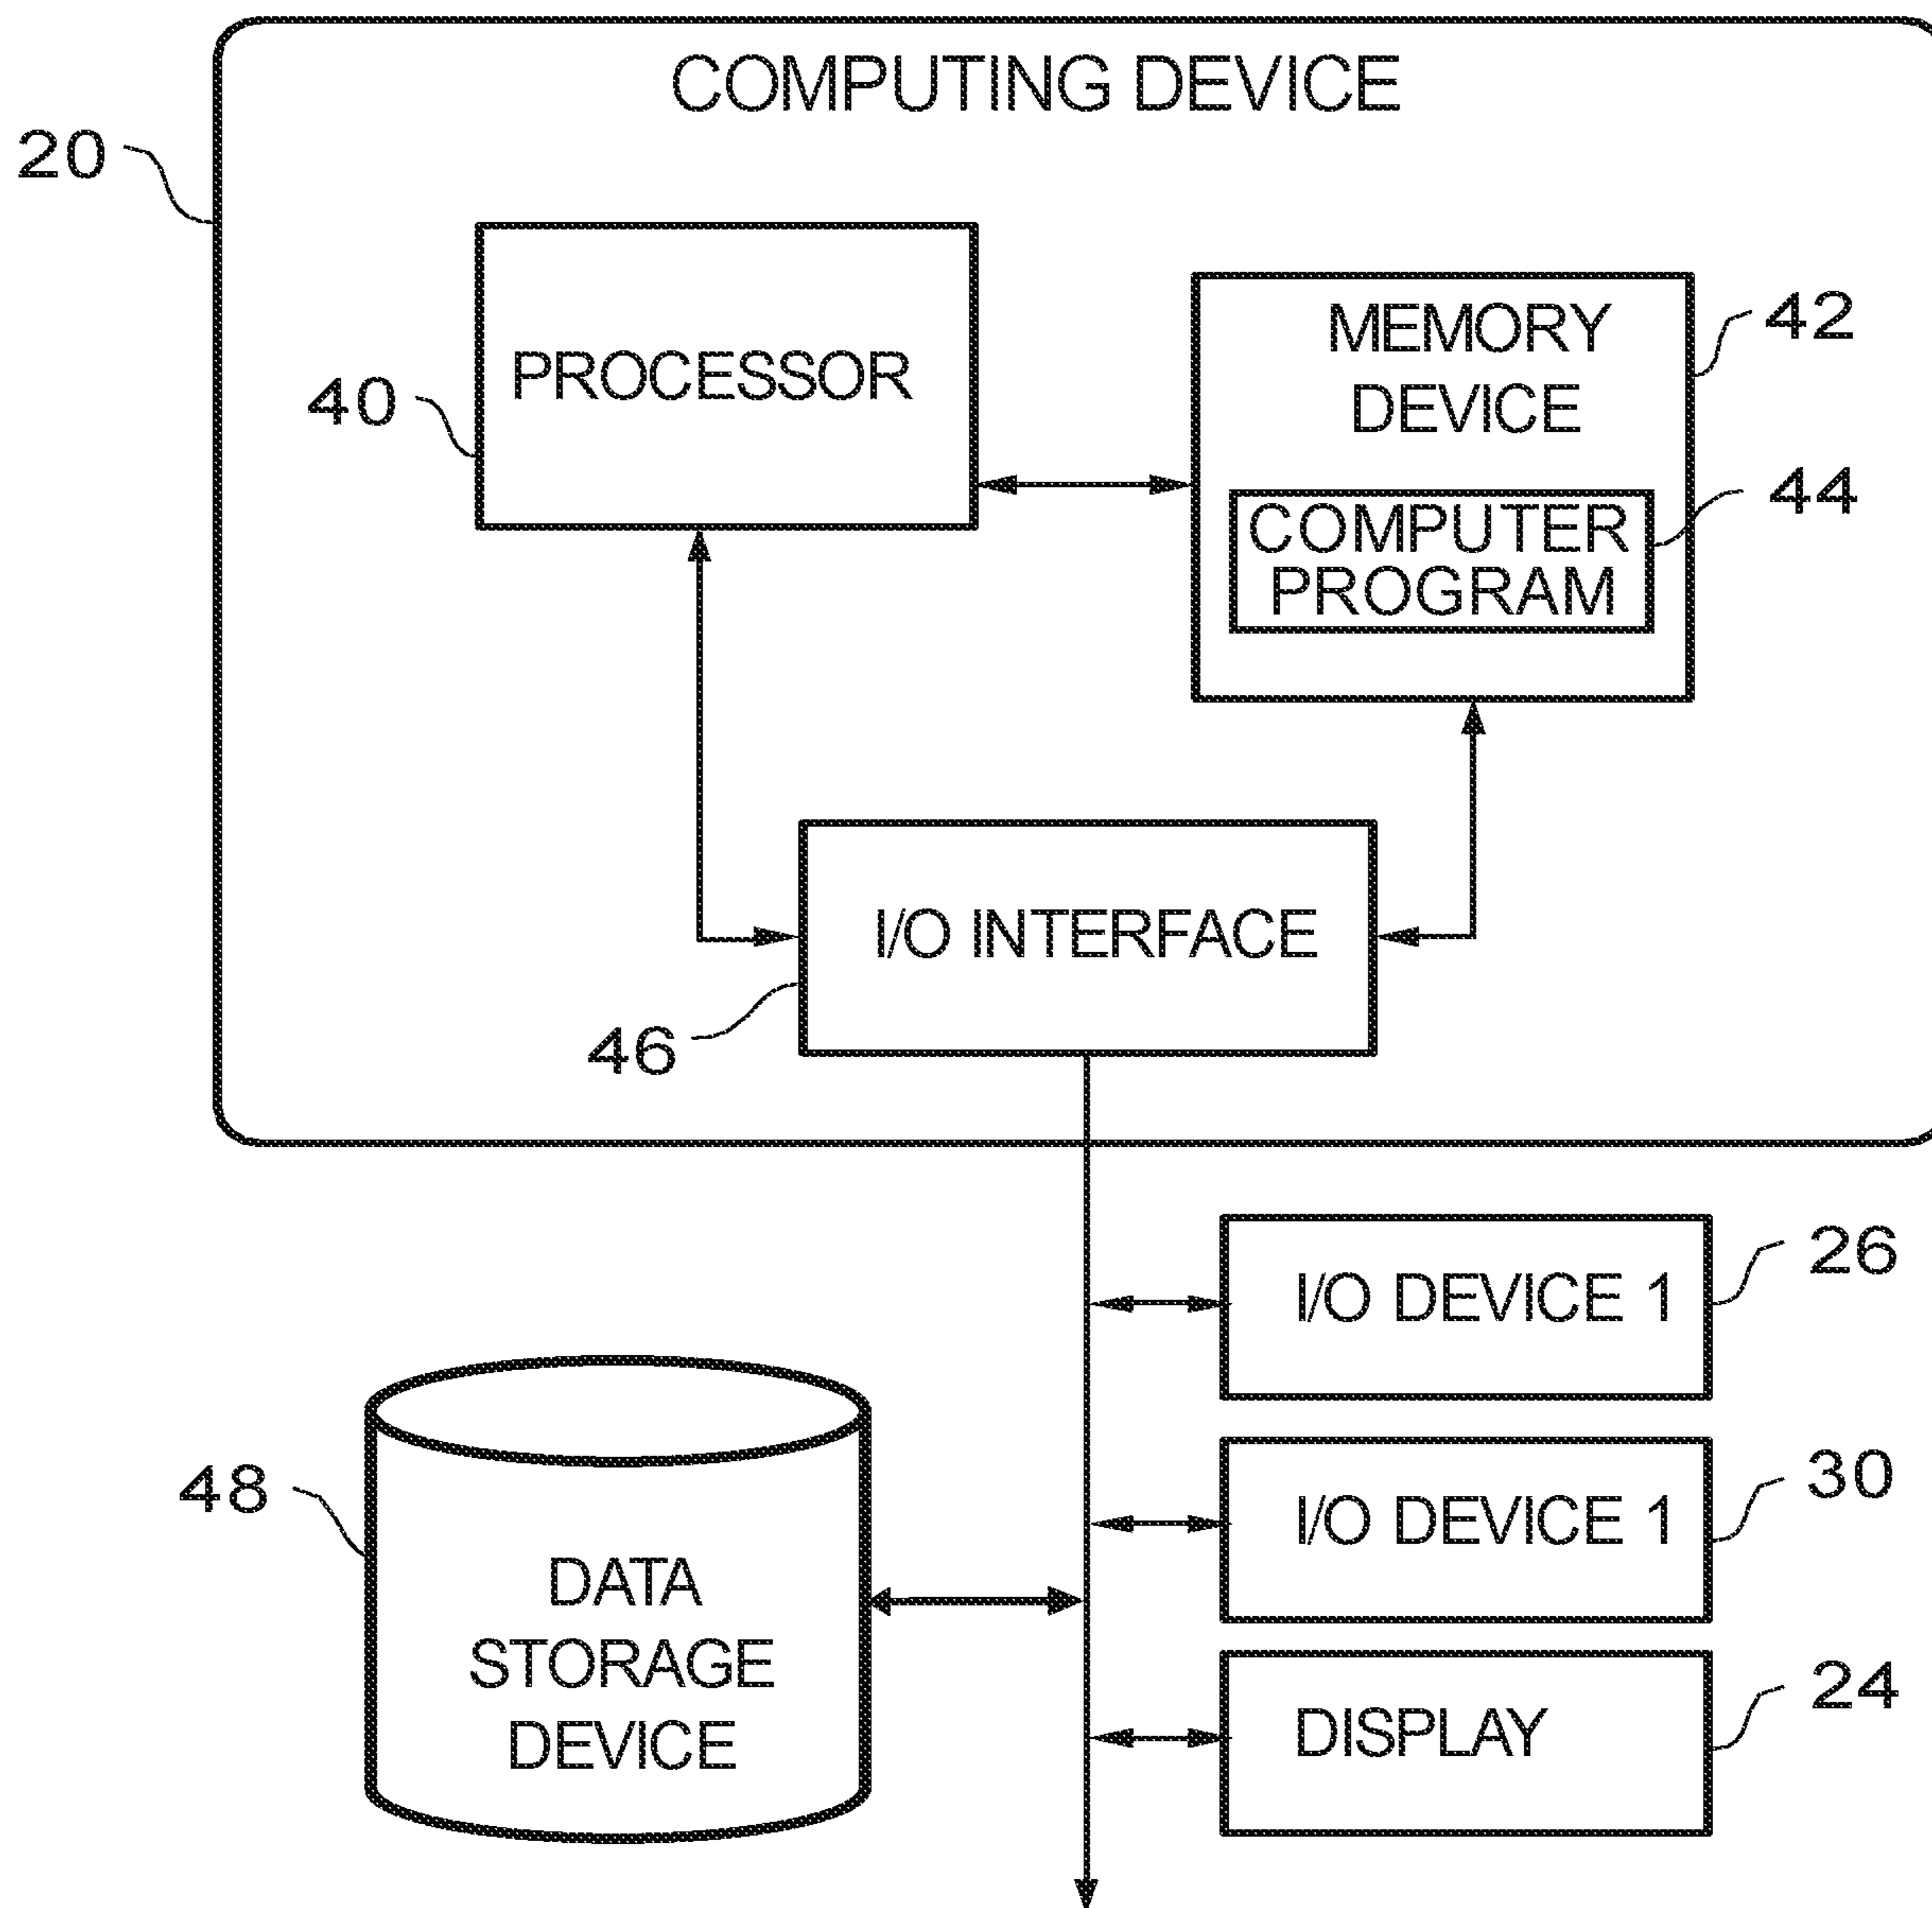 COMPUTING DEVICE
20
PROCESSOR
40
MEMORY
DEVICE
42
COMPUTER
PROGRAM
44
I/O INTERFACE
46
I/O DEVICE 1
26
I/O DEVICE 1
30
DATA
STORAGE
DEVICE
48
DISPLAY
24